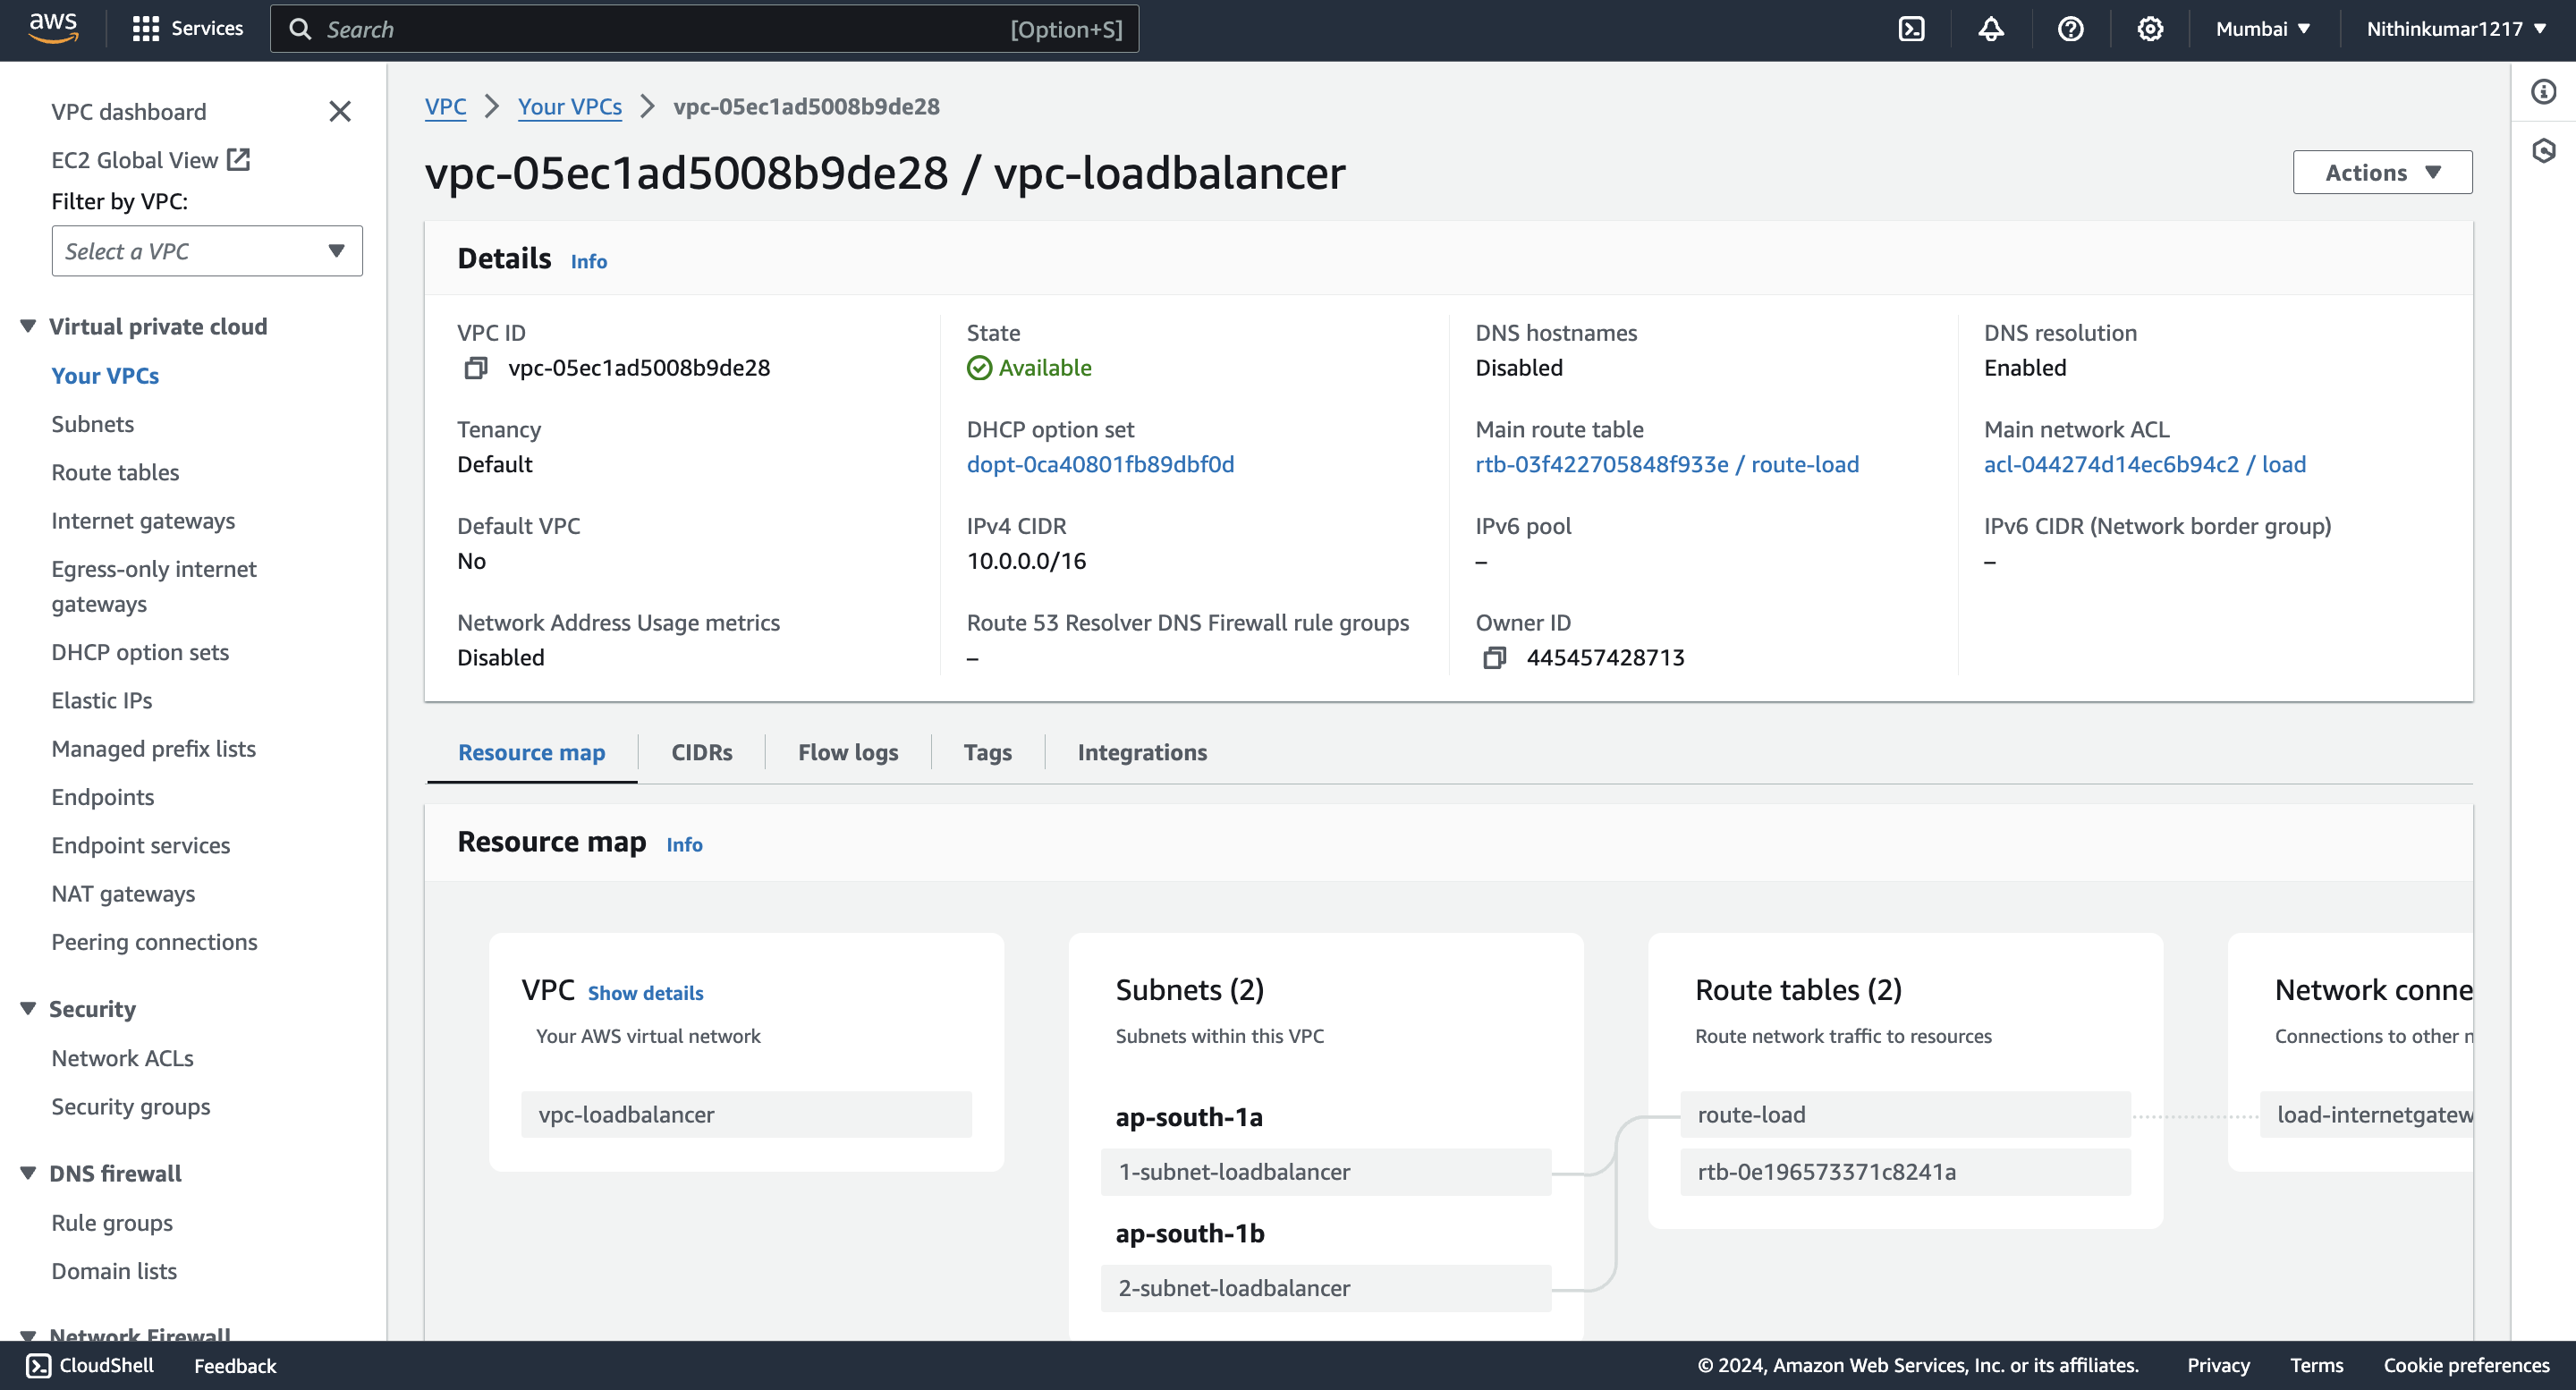 aws
Services
Search
[Option+S]
Mumbai
Nithinkumar1217
VPC dashboard
EC2 Global View
Filter by VPC:
Select a VPC
Virtual private cloud
Your VPCs
Subnets
Route tables
Internet gateways
Egress-only internet
gateways
DHCP option sets
Elastic IPs
Managed prefix lists
Endpoints
Endpoint services
NAT gateways
Peering connections
Security
Network ACLs
Security groups
DNS firewall
Rule groups
Domain lists
Network Firewall
VPC > Your VPCs > vpc-05ec1ad5008b9de28
vpc-05ec1ad5008b9de28 / vpc-loadbalancer
Actions
Details Info
VPC ID
vpc-05ec1ad5008b9de28
State
Available
DNS hostnames
Disabled
DNS resolution
Enabled
Tenancy
Default
DHCP option set
dopt-0ca40801fb89dbf0d
Main route table
rtb-03f422705848f933e / route-load
Main network ACL
acl-044274d14ec6b94c2 / load
Default VPC
No
IPv4 CIDR
10.0.0.0/16
IPv6 pool
–
IPv6 CIDR (Network border group)
–
Network Address Usage metrics
Disabled
Route 53 Resolver DNS Firewall rule groups
–
Owner ID
445457428713
Resource map
CIDRs
Flow logs
Tags
Integrations
Resource map Info
VPC Show details
Your AWS virtual network
vpc-loadbalancer
Subnets (2)
Subnets within this VPC
ap-south-1a
1-subnet-loadbalancer
ap-south-1b
2-subnet-loadbalancer
Route tables (2)
Route network traffic to resources
route-load
rtb-0e196573371c8241a
Network conne
Connections to other n
load-internetgatew
CloudShell
Feedback
© 2024, Amazon Web Services, Inc. or its affiliates.
Privacy
Terms
Cookie preferences